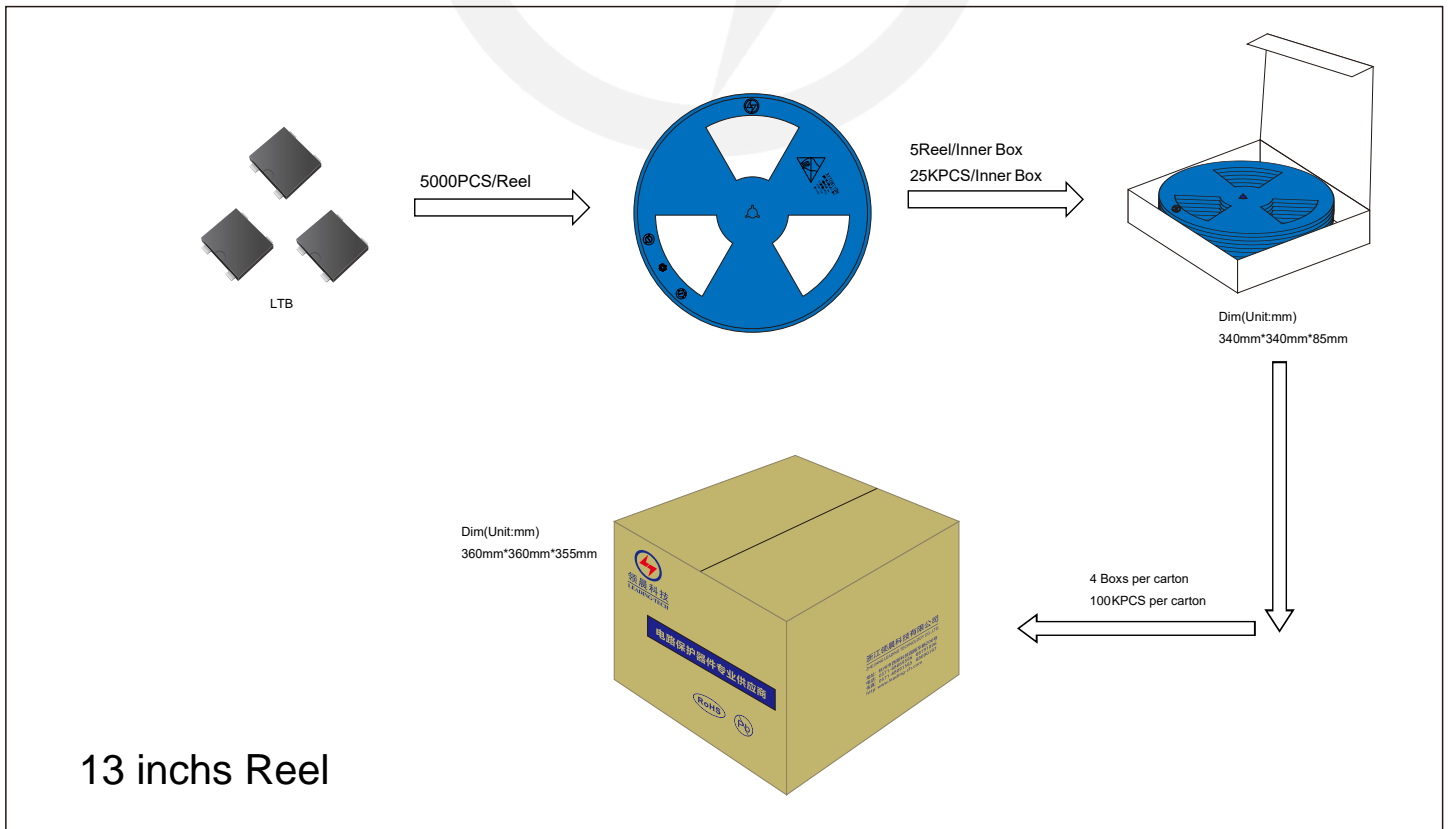 5000PCS/Reel
5Reel/Inner Box
25KPCS/Inner Box
LTB
Dim(Unit:mm)
340mm*340mm*85mm
Dim(Unit:mm)
360mm*360mm*355mm
4 Boxs per carton
100KPCS per carton
领晨科技
LEADING-TECH
电路保护器件专业供应商
RoHS
Pb
浙江领晨科技有限公司
13 inchs Reel